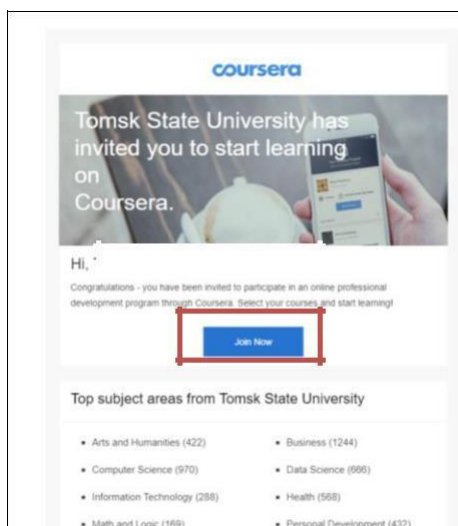 coursera
Tomsk State University has
invited you to start learning
on
Coursera.
Hi,
Congratulations - you have been invited to participate in an online professional
development program through Coursera. Select your courses and start learning!
Join Now
Top subject areas from Tomsk State University
Arts and Humanities (422)
Business (1244)
Computer Science (970)
Data Science (666)
Information Technology (288)
Health (568)
Math and Logic (169)
Personal Development (432)